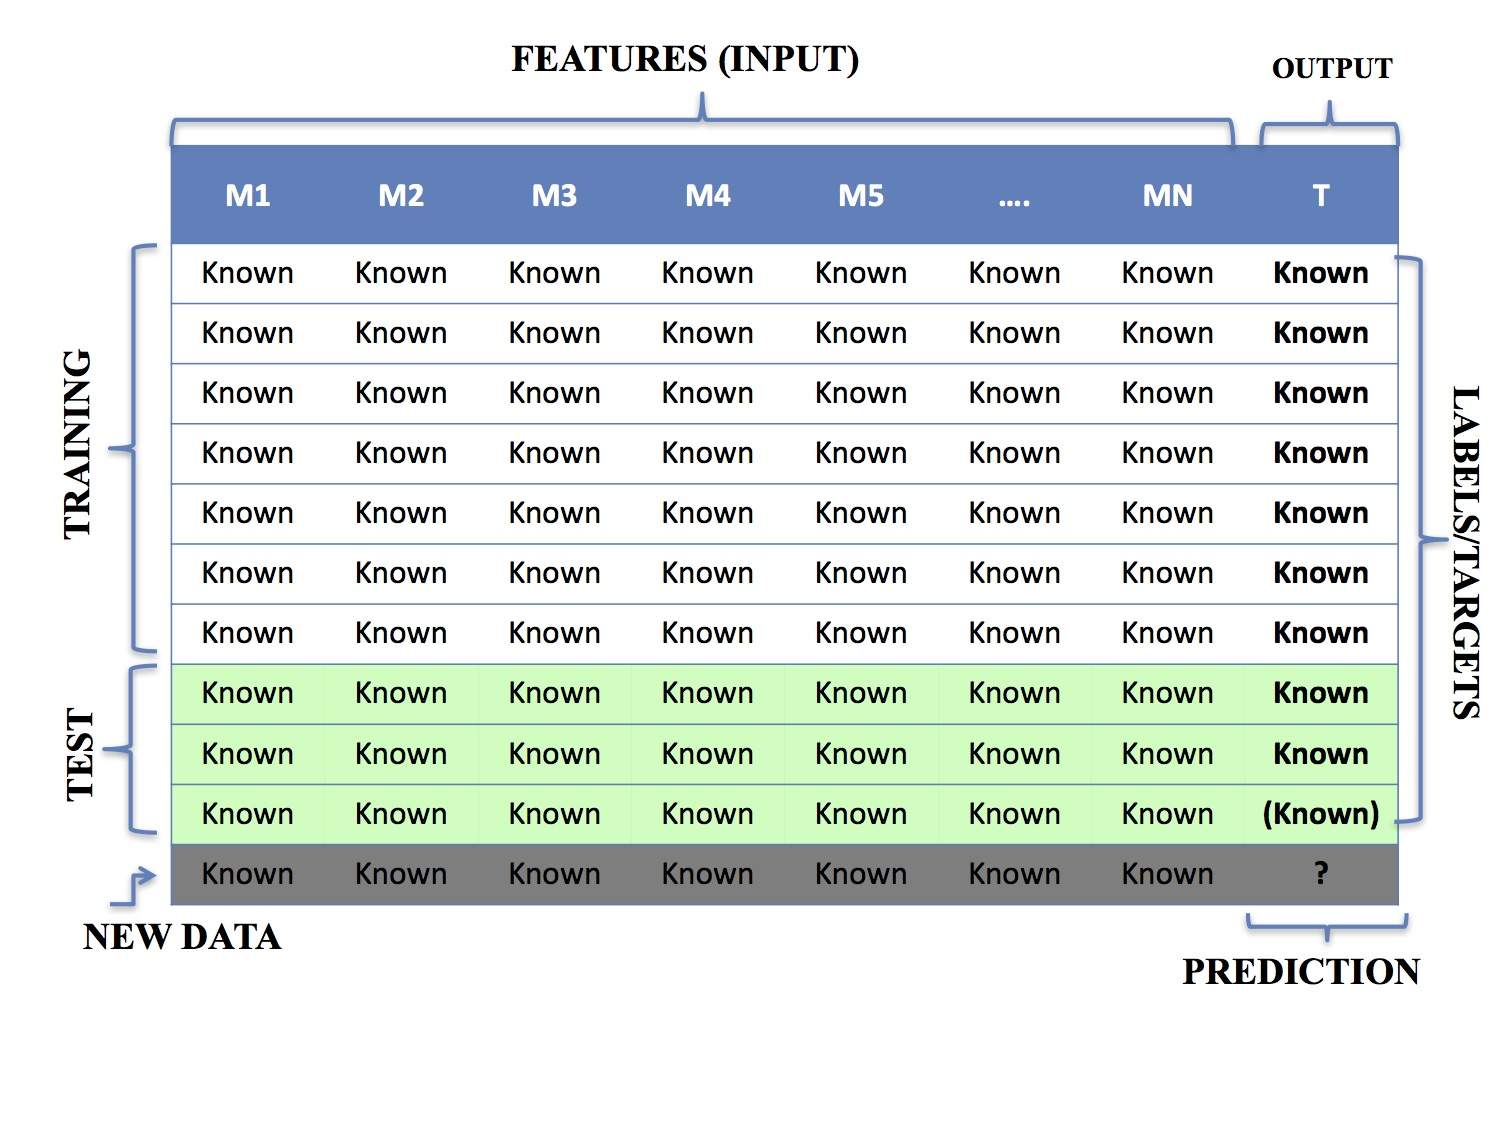 FEATURES (INPUT)
OUTPUT
M1 M2 M3 M4 M5 .... MN T
Known Known Known Known Known Known Known Known
Known Known Known Known Known Known Known Known
Known Known Known Known Known Known Known Known
Known Known Known Known Known Known Known Known
Known Known Known Known Known Known Known Known
Known Known Known Known Known Known Known Known
Known Known Known Known Known Known Known Known
Known Known Known Known Known Known Known Known
Known Known Known Known Known Known Known Known
Known Known Known Known Known Known Known (Known)
Known Known Known Known Known Known Known ?
TRAINING
TEST
NEW DATA
LABELS/TARGETS
PREDICTION